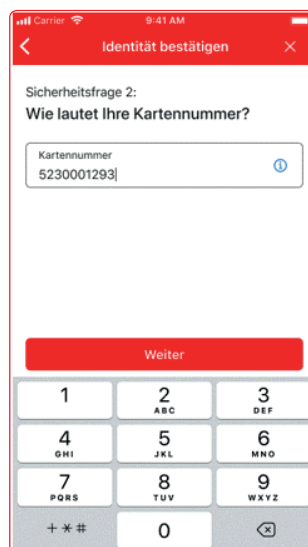 Carrier 9:41 AM
Identität bestätigen
Sicherheitsfrage 2:
Wie lautet Ihre Kartennummer?
Kartennummer
5230001293
Weiter
1 2 3
ABC DEF
4 5 6
GHI JKL MNO
7 8 9
PQRS TUV WXYZ
+ * # 0